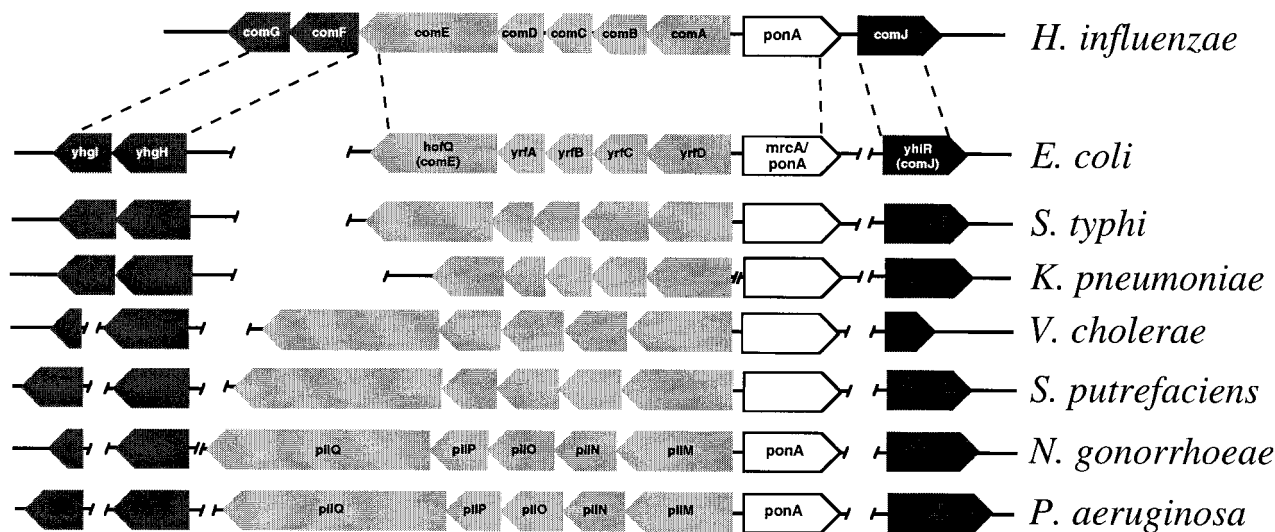 comG comF comE comD comC comB comA ponA comJ H. influenzae
yhgI yhgH hofQ (comE) yrfA yrfB yrfC yrfD mrcA/ ponA yhiR (comJ) E. coli
S. typhi
K. pneumoniae
V. cholerae
S. putrefaciens
pilQ pilP pilO pilN pilM ponA N. gonorrhoeae
pilQ pilP pilO pilN pilM ponA P. aeruginosa